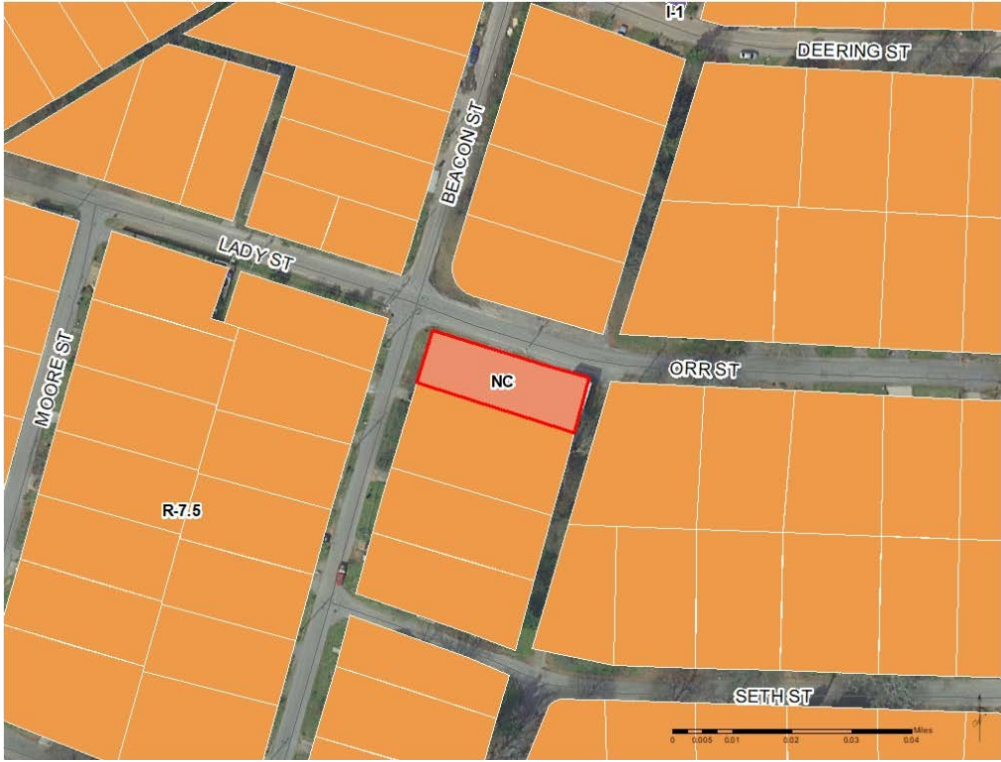 I-1
DEERING ST
BEACON ST
LADY ST
MOORE ST
ORR ST
NC
R-7.5
SETH ST
Miles
0 0.005 0.01 0.02 0.03 0.04